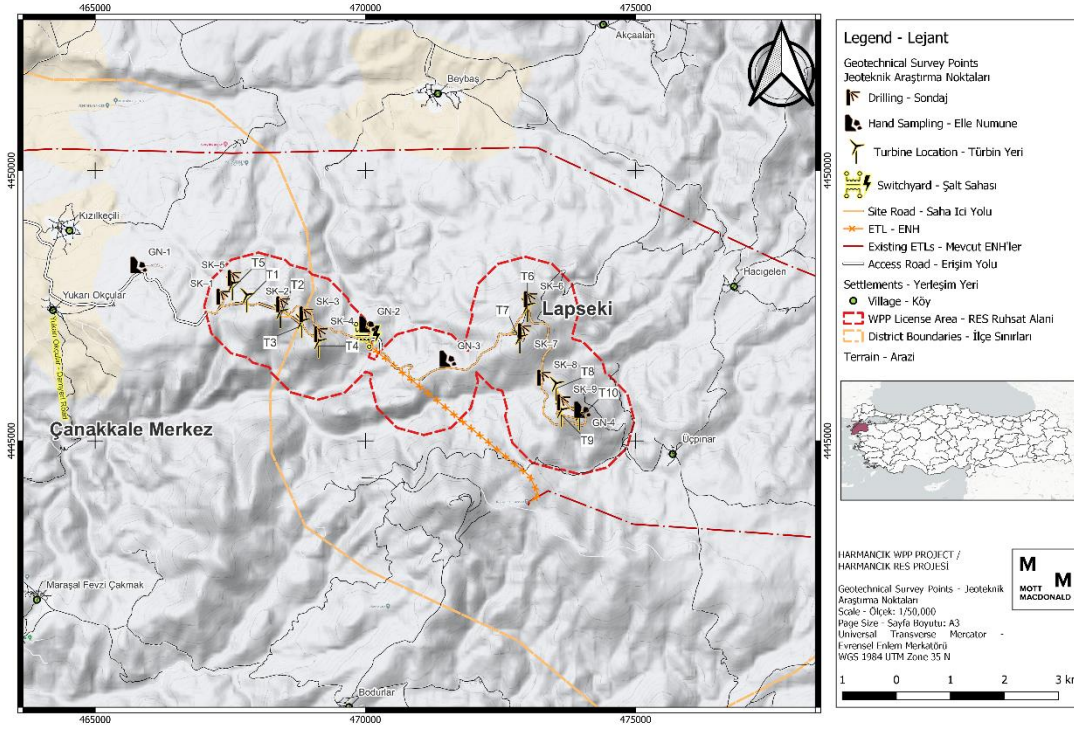 465000
470000
475000
Akçaalan
Beybaş
4450000
4450000
Kızılkeçili
GN-1
Yukarı Okçular
Yukarı Okçular - Denyeri Road
SK-5
T5
SK-1
T1
SK-2
T2
SK-3
SK-4
GN-2
T3
T4
GN-3
T6
SK-6
T7
Lapseki
SK-7
SK-8
T8
SK-9
T10
GN-4
T9
Hacıgelen
Üçpınar
Çanakkale Merkez
4445000
4445000
Maraşal Fevzi Çakmak
Bodurlar
465000
470000
475000
Legend - Lejant
Geotechnical Survey Points
Jeoteknik Araştırma Noktaları
Drilling - Sondaj
Hand Sampling - Elle Numune
Turbine Location - Türbin Yeri
Switchyard - Şalt Sahası
Site Road - Saha Ici Yolu
ETL - ENH
Existing ETLs - Mevcut ENH'ler
Access Road - Erişim Yolu
Settlements - Yerleşim Yeri
Village - Köy
WPP License Area - RES Ruhsat Alani
District Boundaries - İlçe Sınırları
Terrain - Arazi
HARMANCIK WPP PROJECT /
HARMANCIK RES PROJESİ
Geotechnical Survey Points - Jeoteknik
Araştırma Noktaları
Scale - Ölçek: 1/50,000
Page Size - Sayfa Boyutu: A3
Universal Transverse Mercator -
Evrensel Enlem Merkatörü
WGS 1984 UTM Zone 35 N
M
M
MOTT
MACDONALD
1 0 1 2 3 km